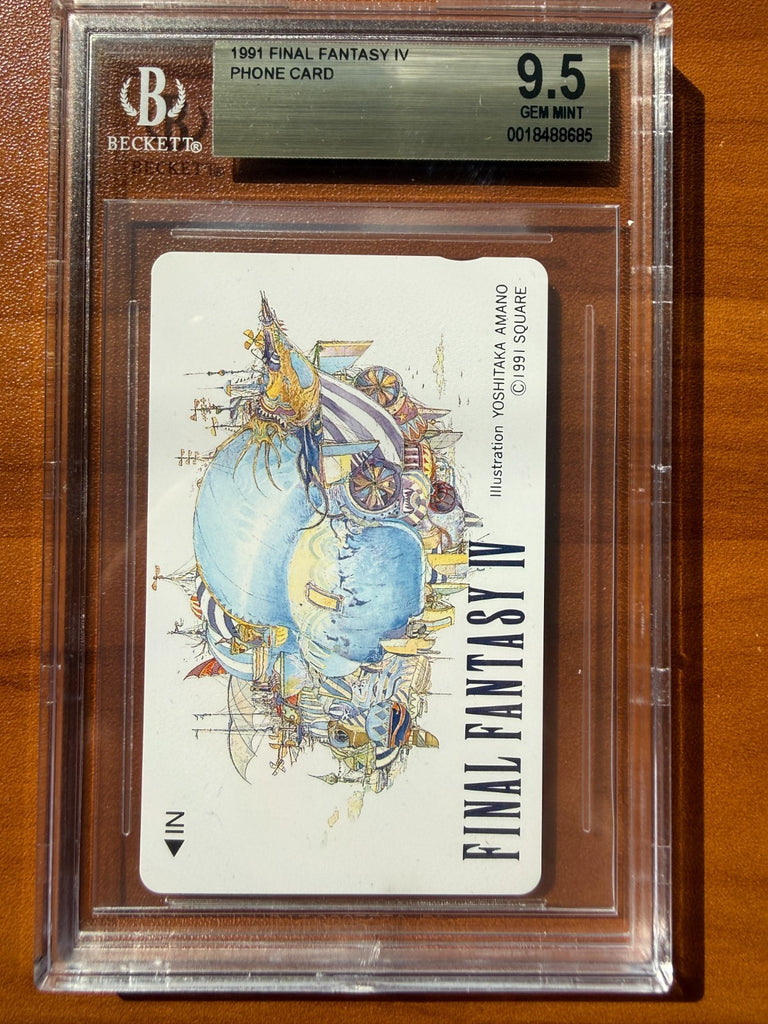 1991 FINAL FANTASY IV
PHONE CARD
9.5
GEM MINT
0018488685
B
BECKETT®
Illustration YOSHITAKA AMANO
©1991 SQUARE
FINAL FANTASY IV
◀IN